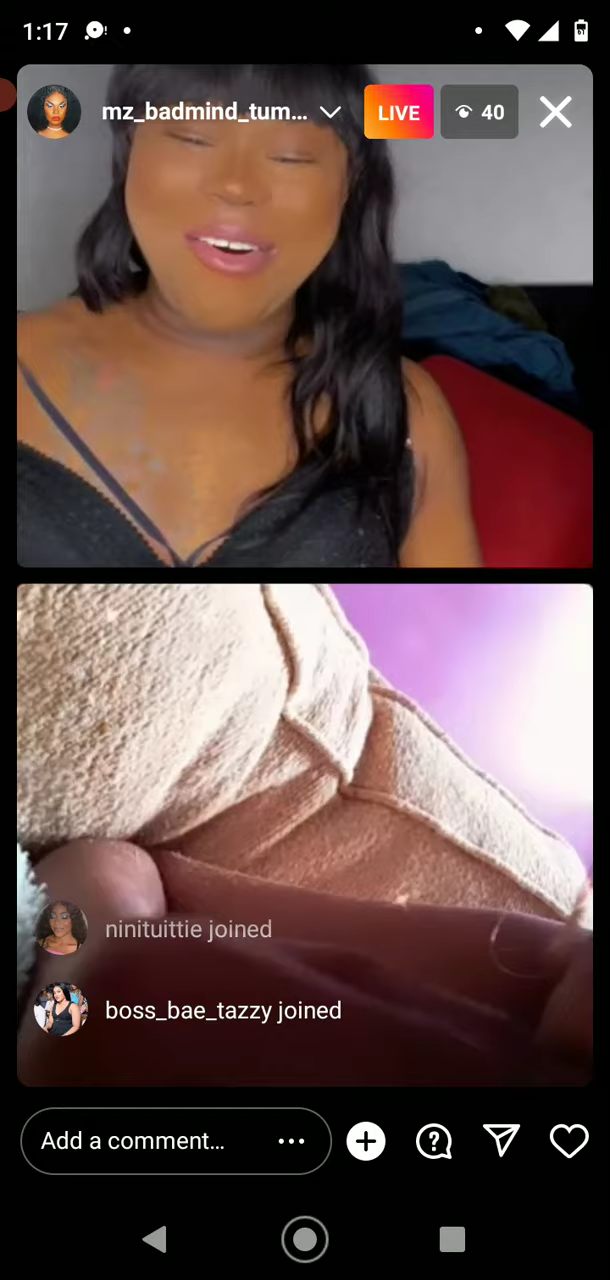 1:17
mz_badmind_tum...
LIVE
40
ninituittie joined
boss_bae_tazzy joined
Add a comment...